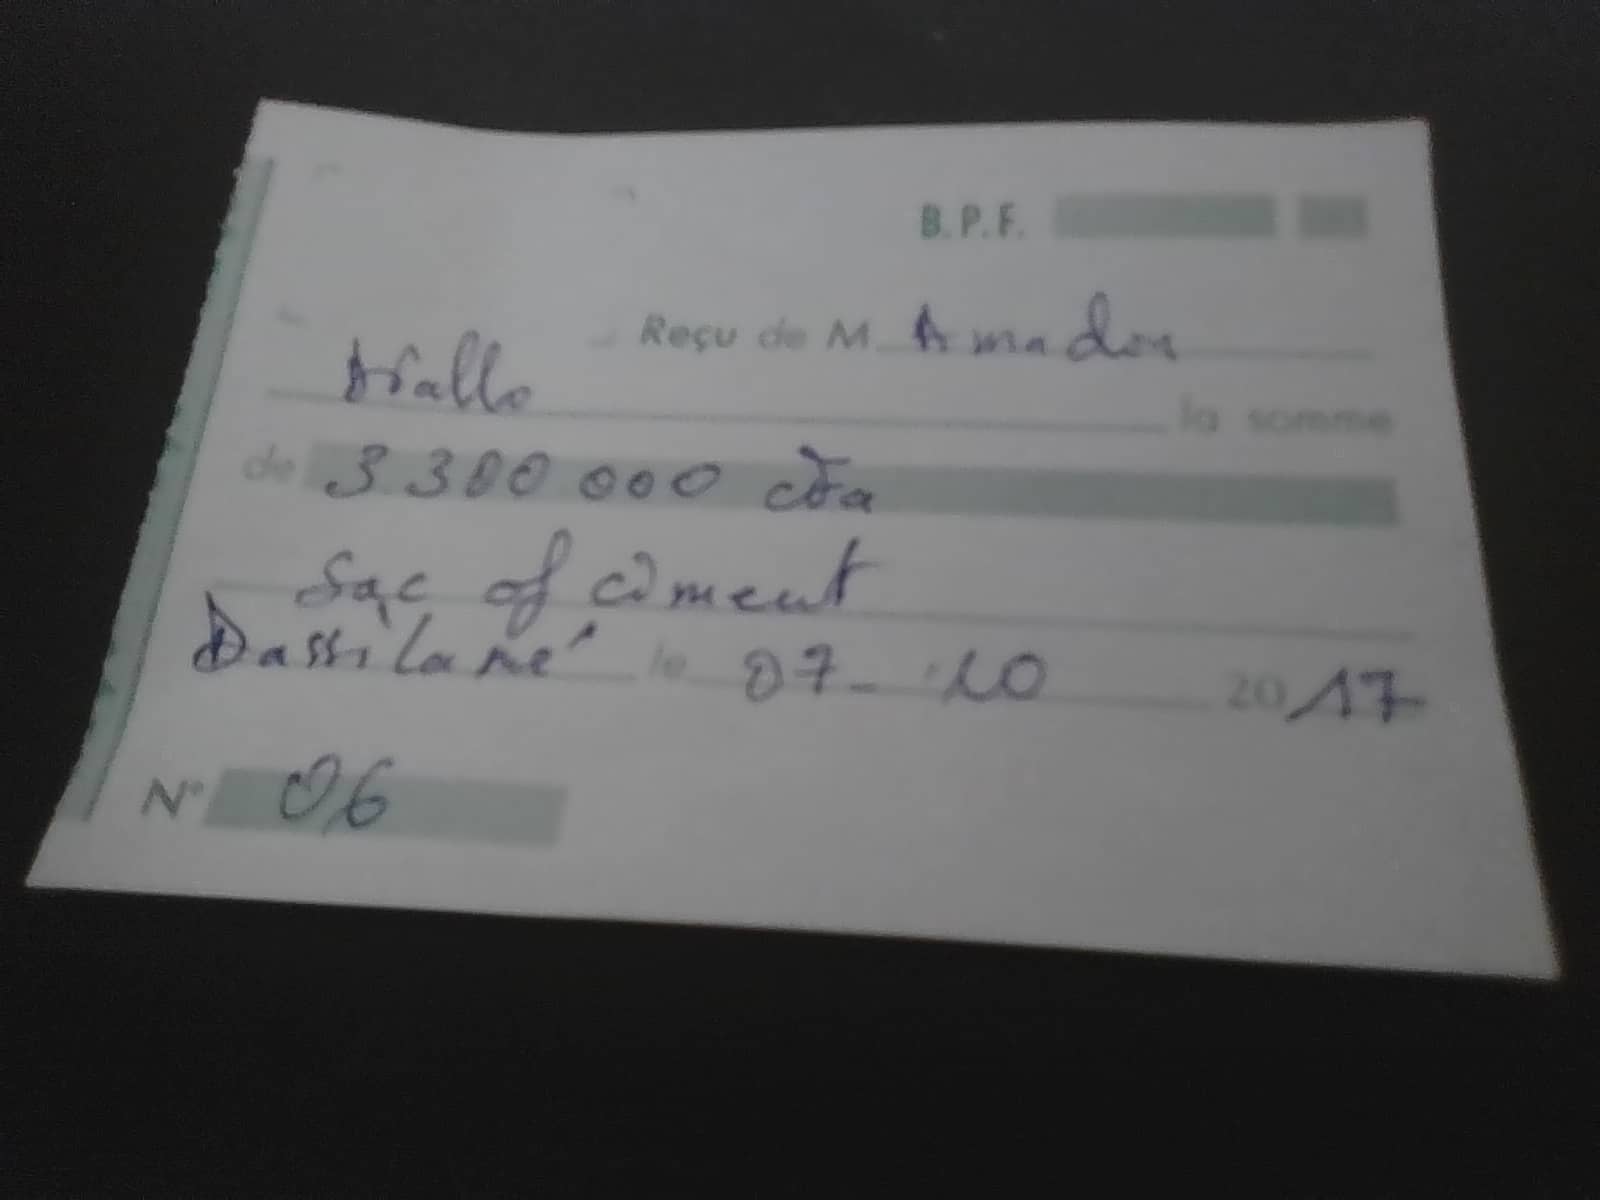 B.P.F.
Reçu de M. Amadou
Diallo la somme
de 3 300 000 cfa
Sac of ciment
Dassilamé le 07-10 2017
N° 06